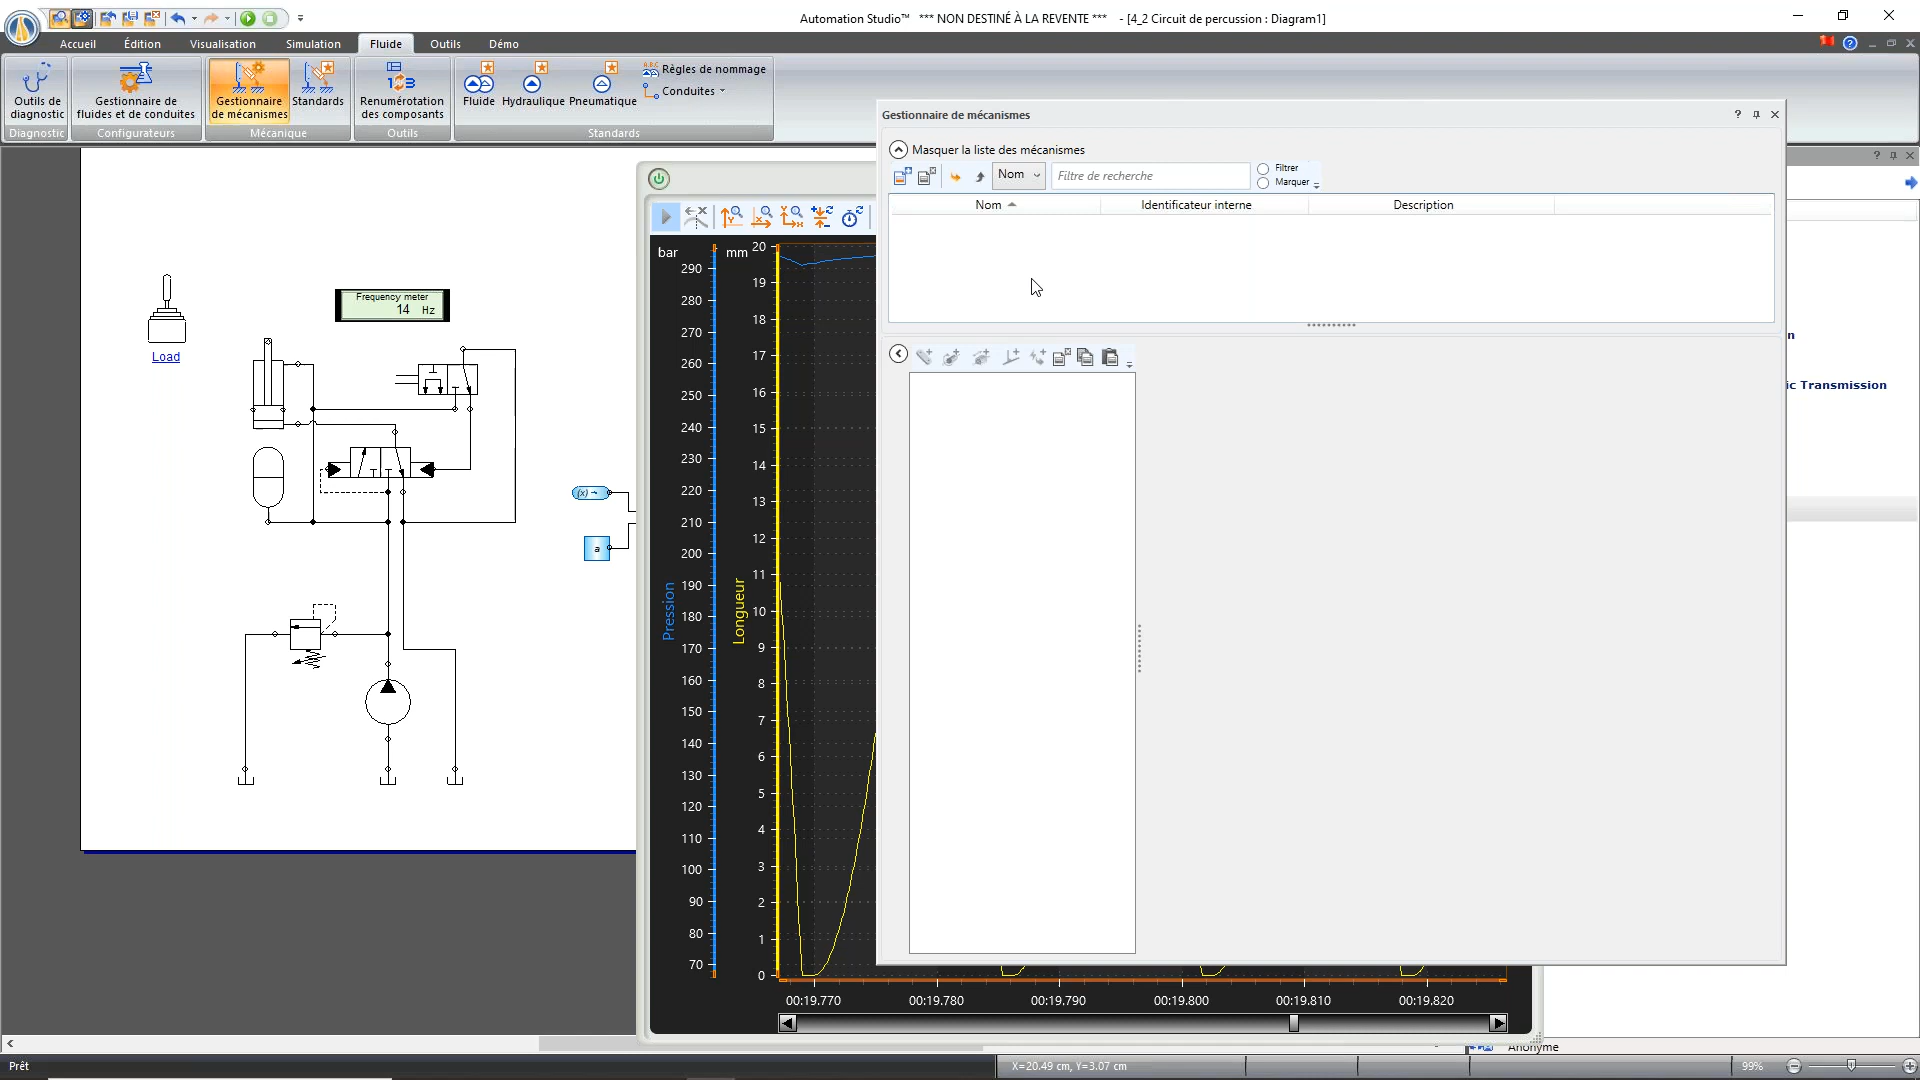 Automation Studio™ *** NON DESTINÉ À LA REVENTE *** - [4_2 Circuit de percussion : Diagram1]
Accueil Édition Visualisation Simulation Fluide Outils Démo
Outils de diagnostic
Gestionnaire de fluides et de conduites
Gestionnaire de mécanismes
Standards
Renumérotation des composants
Fluide Hydraulique Pneumatique
Règles de nommage
Conduites
Diagnostic Configurateurs Mécanique Outils Standards
Gestionnaire de mécanismes
Masquer la liste des mécanismes
Nom
Filtre de recherche
Filtrer
Marquer
Nom Identificateur interne Description
Frequency meter
14 Hz
Load
(x)
a
bar
290
280
270
260
250
240
230
220
210
200
190
180
170
160
150
140
130
120
110
100
90
80
70
Pression
mm
20
19
18
17
16
15
14
13
12
11
10
9
8
7
6
5
4
3
2
1
0
Longueur
00:19.770 00:19.780 00:19.790 00:19.800 00:19.810 00:19.820
n
ic Transmission
Anonyme
Prêt
X=20.49 cm, Y=3.07 cm
99%